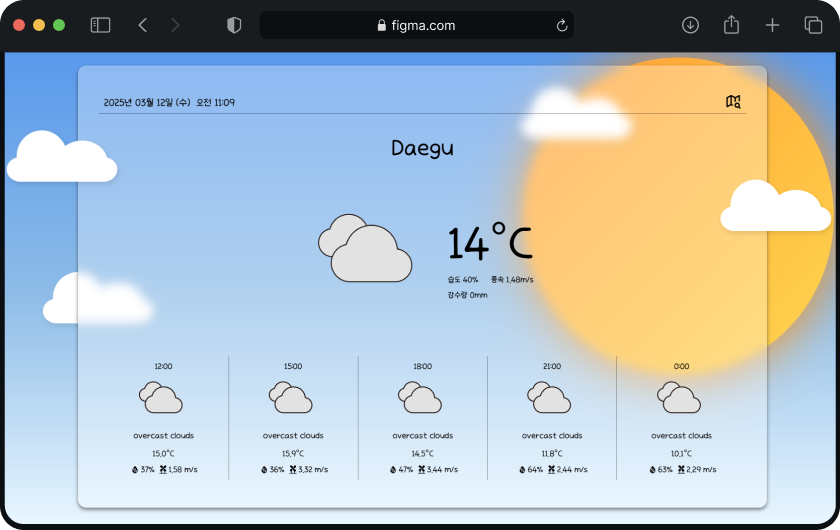 figma.com
2025년 03월 12일 (수) 오전 11:09
Daegu
14°C
습도 40% 풍속 1.48m/s
강수량 0mm
12:00 15:00 18:00 21:00 0:00
overcast clouds overcast clouds overcast clouds overcast clouds overcast clouds
15.0°C 15.9°C 14.5°C 11.8°C 10.1°C
37% 1.58 m/s 36% 3.32 m/s 47% 3.44 m/s 64% 2.44 m/s 63% 2.29 m/s